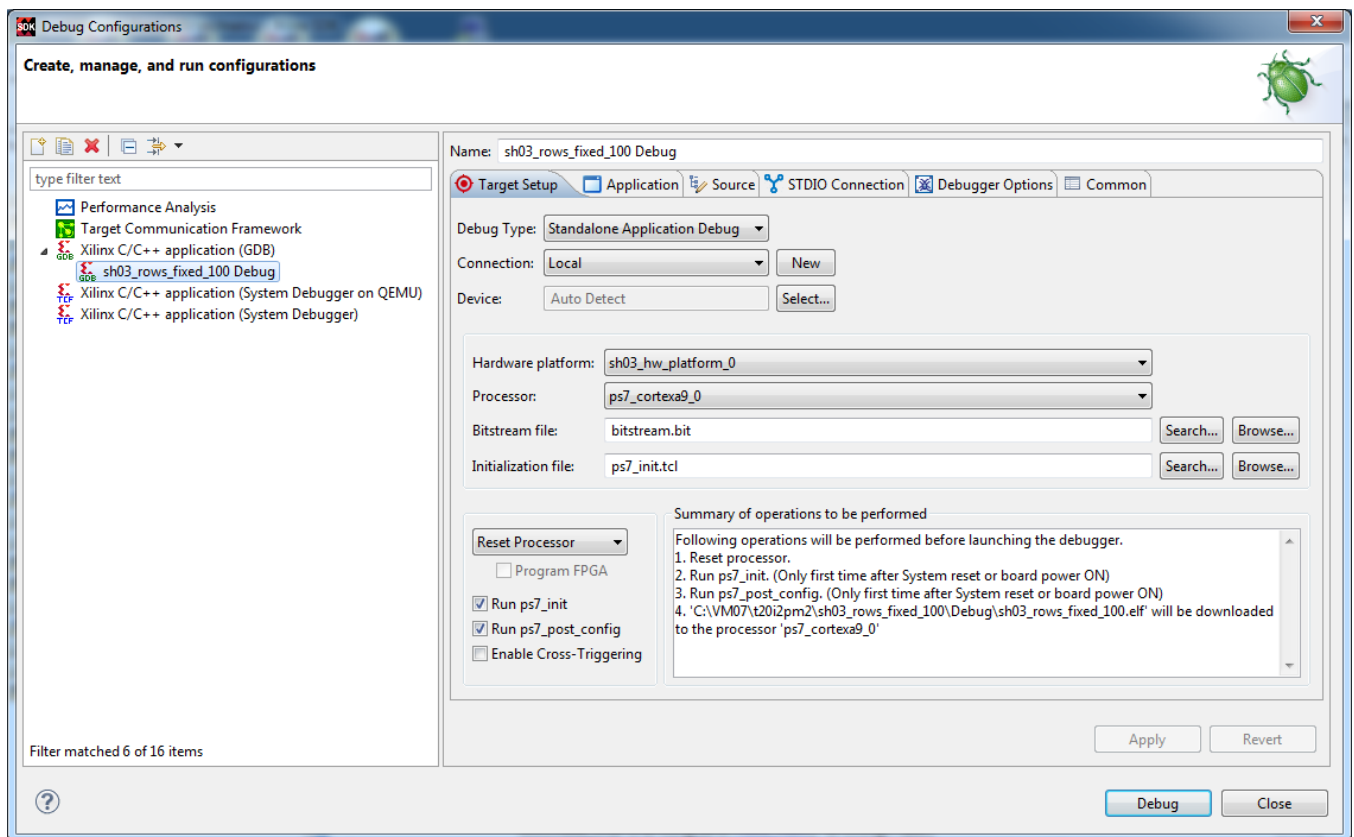 SDK Debug Configurations
Create, manage, and run configurations
type filter text
Performance Analysis
Target Communication Framework
GDB Xilinx C/C++ application (GDB)
GDB sh03_rows_fixed_100 Debug
TCF Xilinx C/C++ application (System Debugger on QEMU)
TCF Xilinx C/C++ application (System Debugger)
Filter matched 6 of 16 items
Name: sh03_rows_fixed_100 Debug
Target Setup Application Source STDIO Connection Debugger Options Common
Debug Type: Standalone Application Debug
Connection: Local New
Device: Auto Detect Select...
Hardware platform: sh03_hw_platform_0
Processor: ps7_cortexa9_0
Bitstream file: bitstream.bit Search... Browse...
Initialization file: ps7_init.tcl Search... Browse...
Reset Processor
Program FPGA
Run ps7_init
Run ps7_post_config
Enable Cross-Triggering
Summary of operations to be performed
Following operations will be performed before launching the debugger.
1. Reset processor.
2. Run ps7_init. (Only first time after System reset or board power ON)
3. Run ps7_post_config. (Only first time after System reset or board power ON)
4. 'C:\VM07\t20i2pm2\sh03_rows_fixed_100\Debug\sh03_rows_fixed_100.elf' will be downloaded
to the processor 'ps7_cortexa9_0'
Apply Revert
? Debug Close